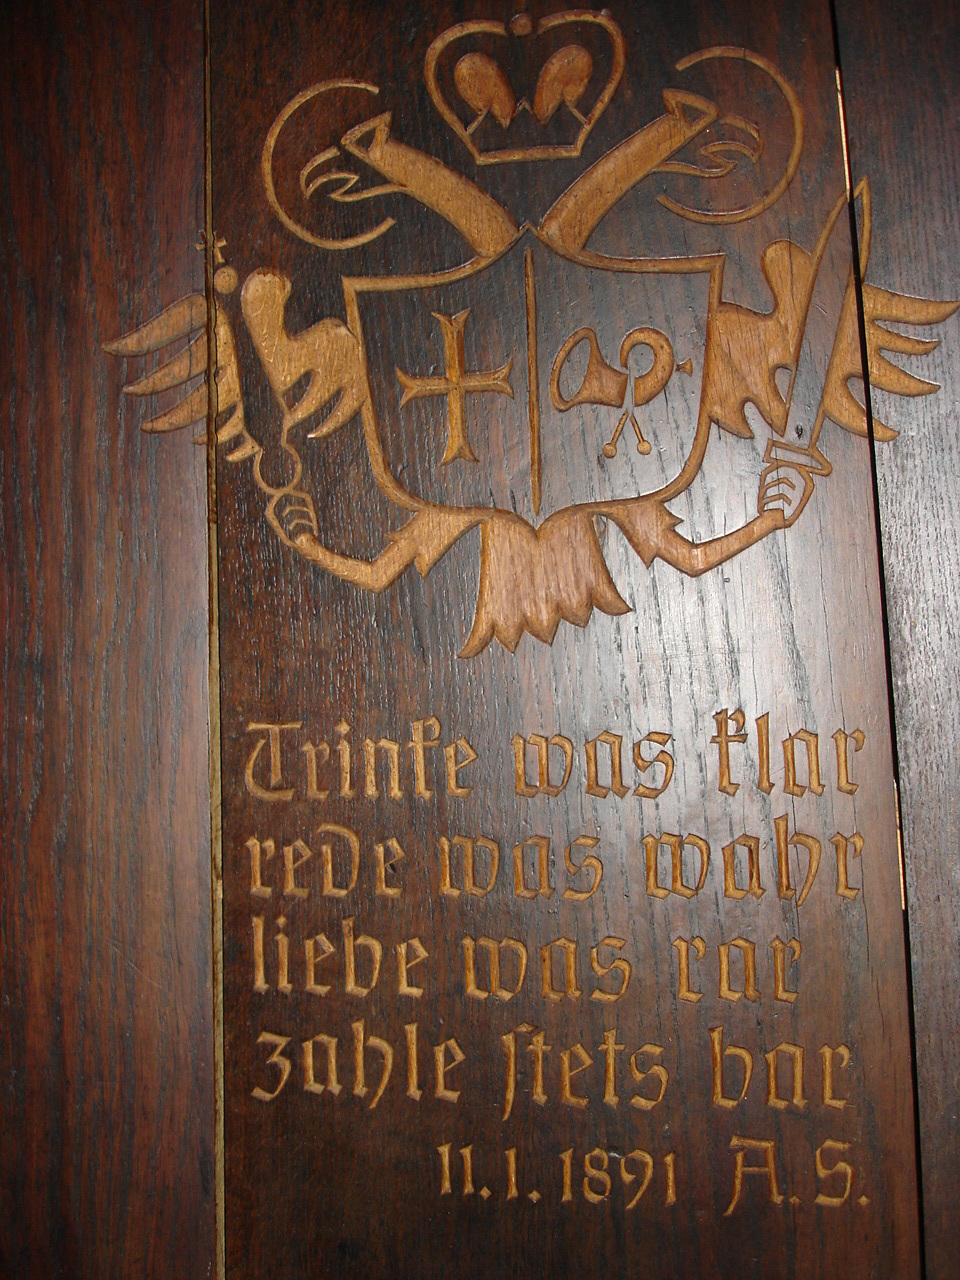 Trinke was klar
rede was wahr
liebe was rar
zahle stets bar
11.1.1891 A.S.